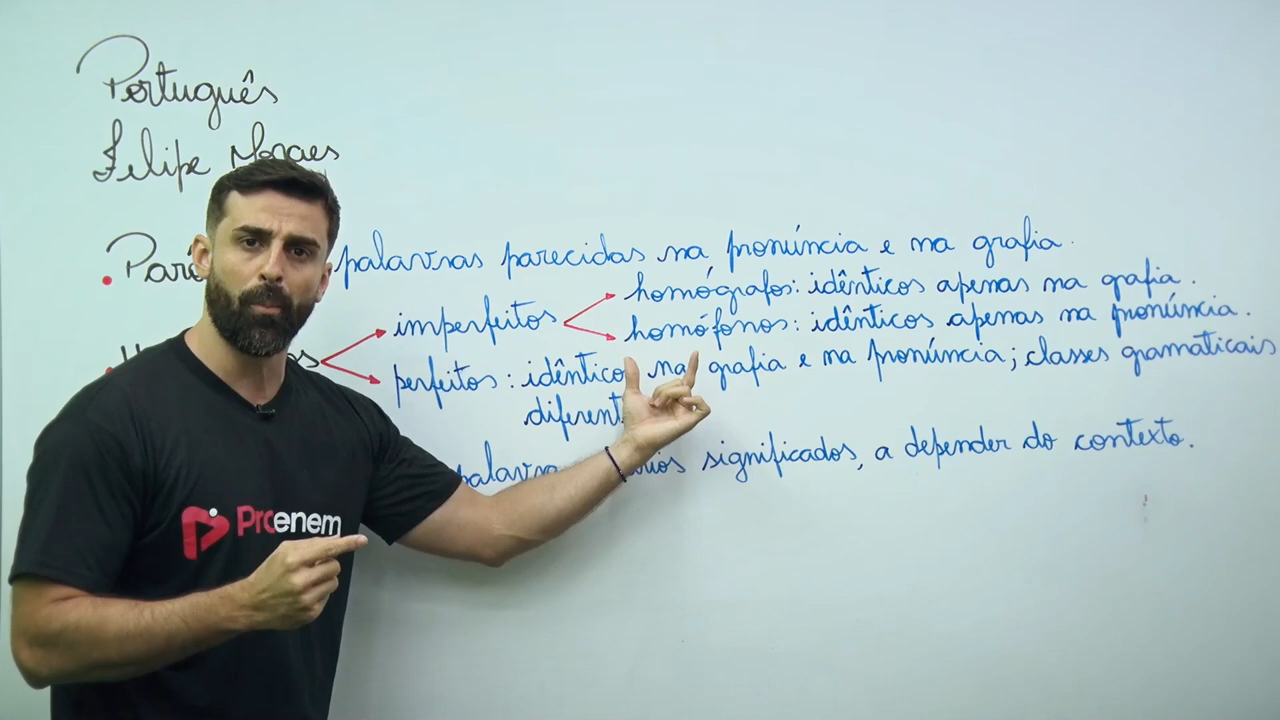 Português
Felipe Moraes
palavras parecidas na pronúncia e na grafia.
homógrafos: idênticos apenas na grafia.
imperfeitos
homófonos: idênticos apenas na pronúncia.
perfeitos: idênticos na grafia e na pronúncia; classes gramaticais
significados, a depender do contexto.
Proenem